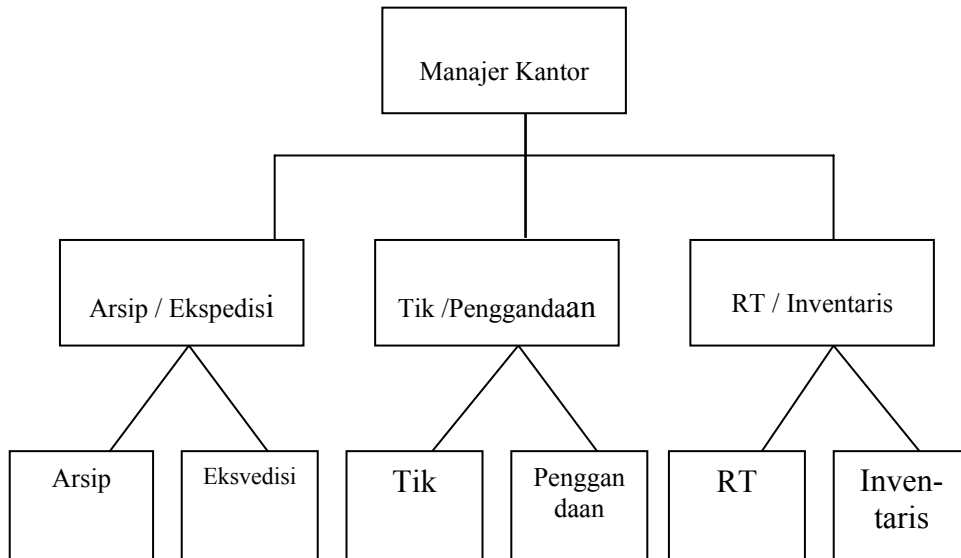 Manajer Kantor
Arsip / Ekspedisi
Tik /Penggandaan
RT / Inventaris
Arsip
Eksvedisi
Tik
Penggan
daan
RT
Inven-
taris